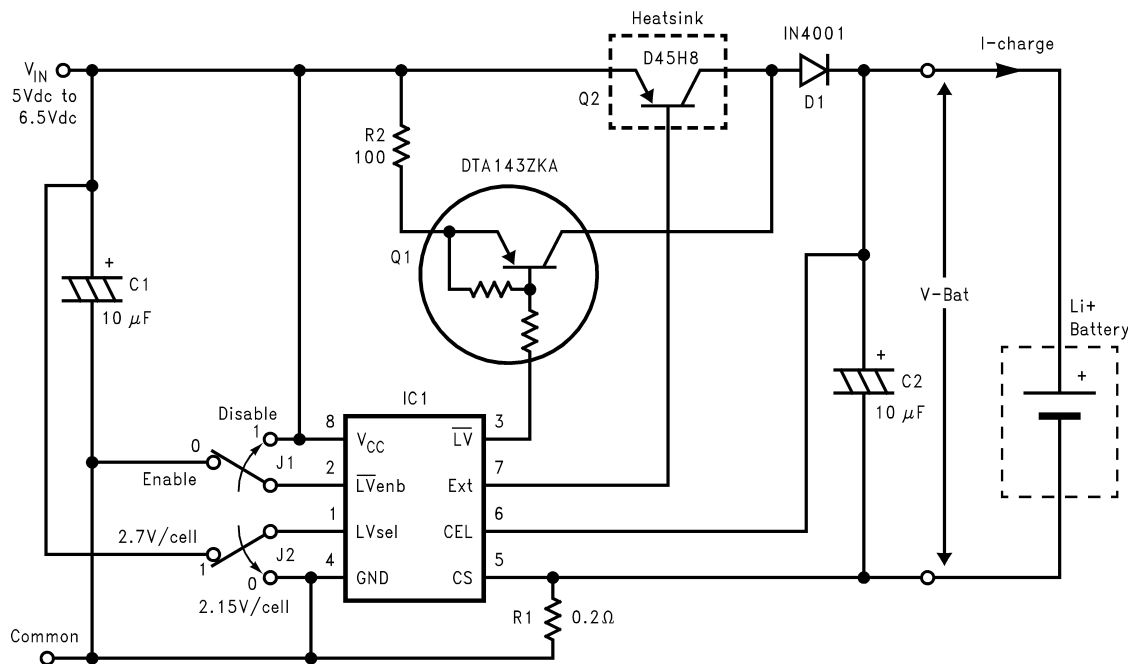 Heatsink
D45H8
IN4001
I-charge
VIN
5Vdc to
6.5Vdc
Q2
D1
R2
100
DTA143ZKA
Q1
+
C1
10 μF
V-Bat
Li+
Battery
+
+
C2
10 μF
IC1
Disable
1
0
J1
Enable
8
VCC
LV
3
2
LVenb
Ext
7
1
LVsel
CEL
6
4
GND
CS
5
2.7V/cell
1
J2
0
2.15V/cell
R1
0.2Ω
Common